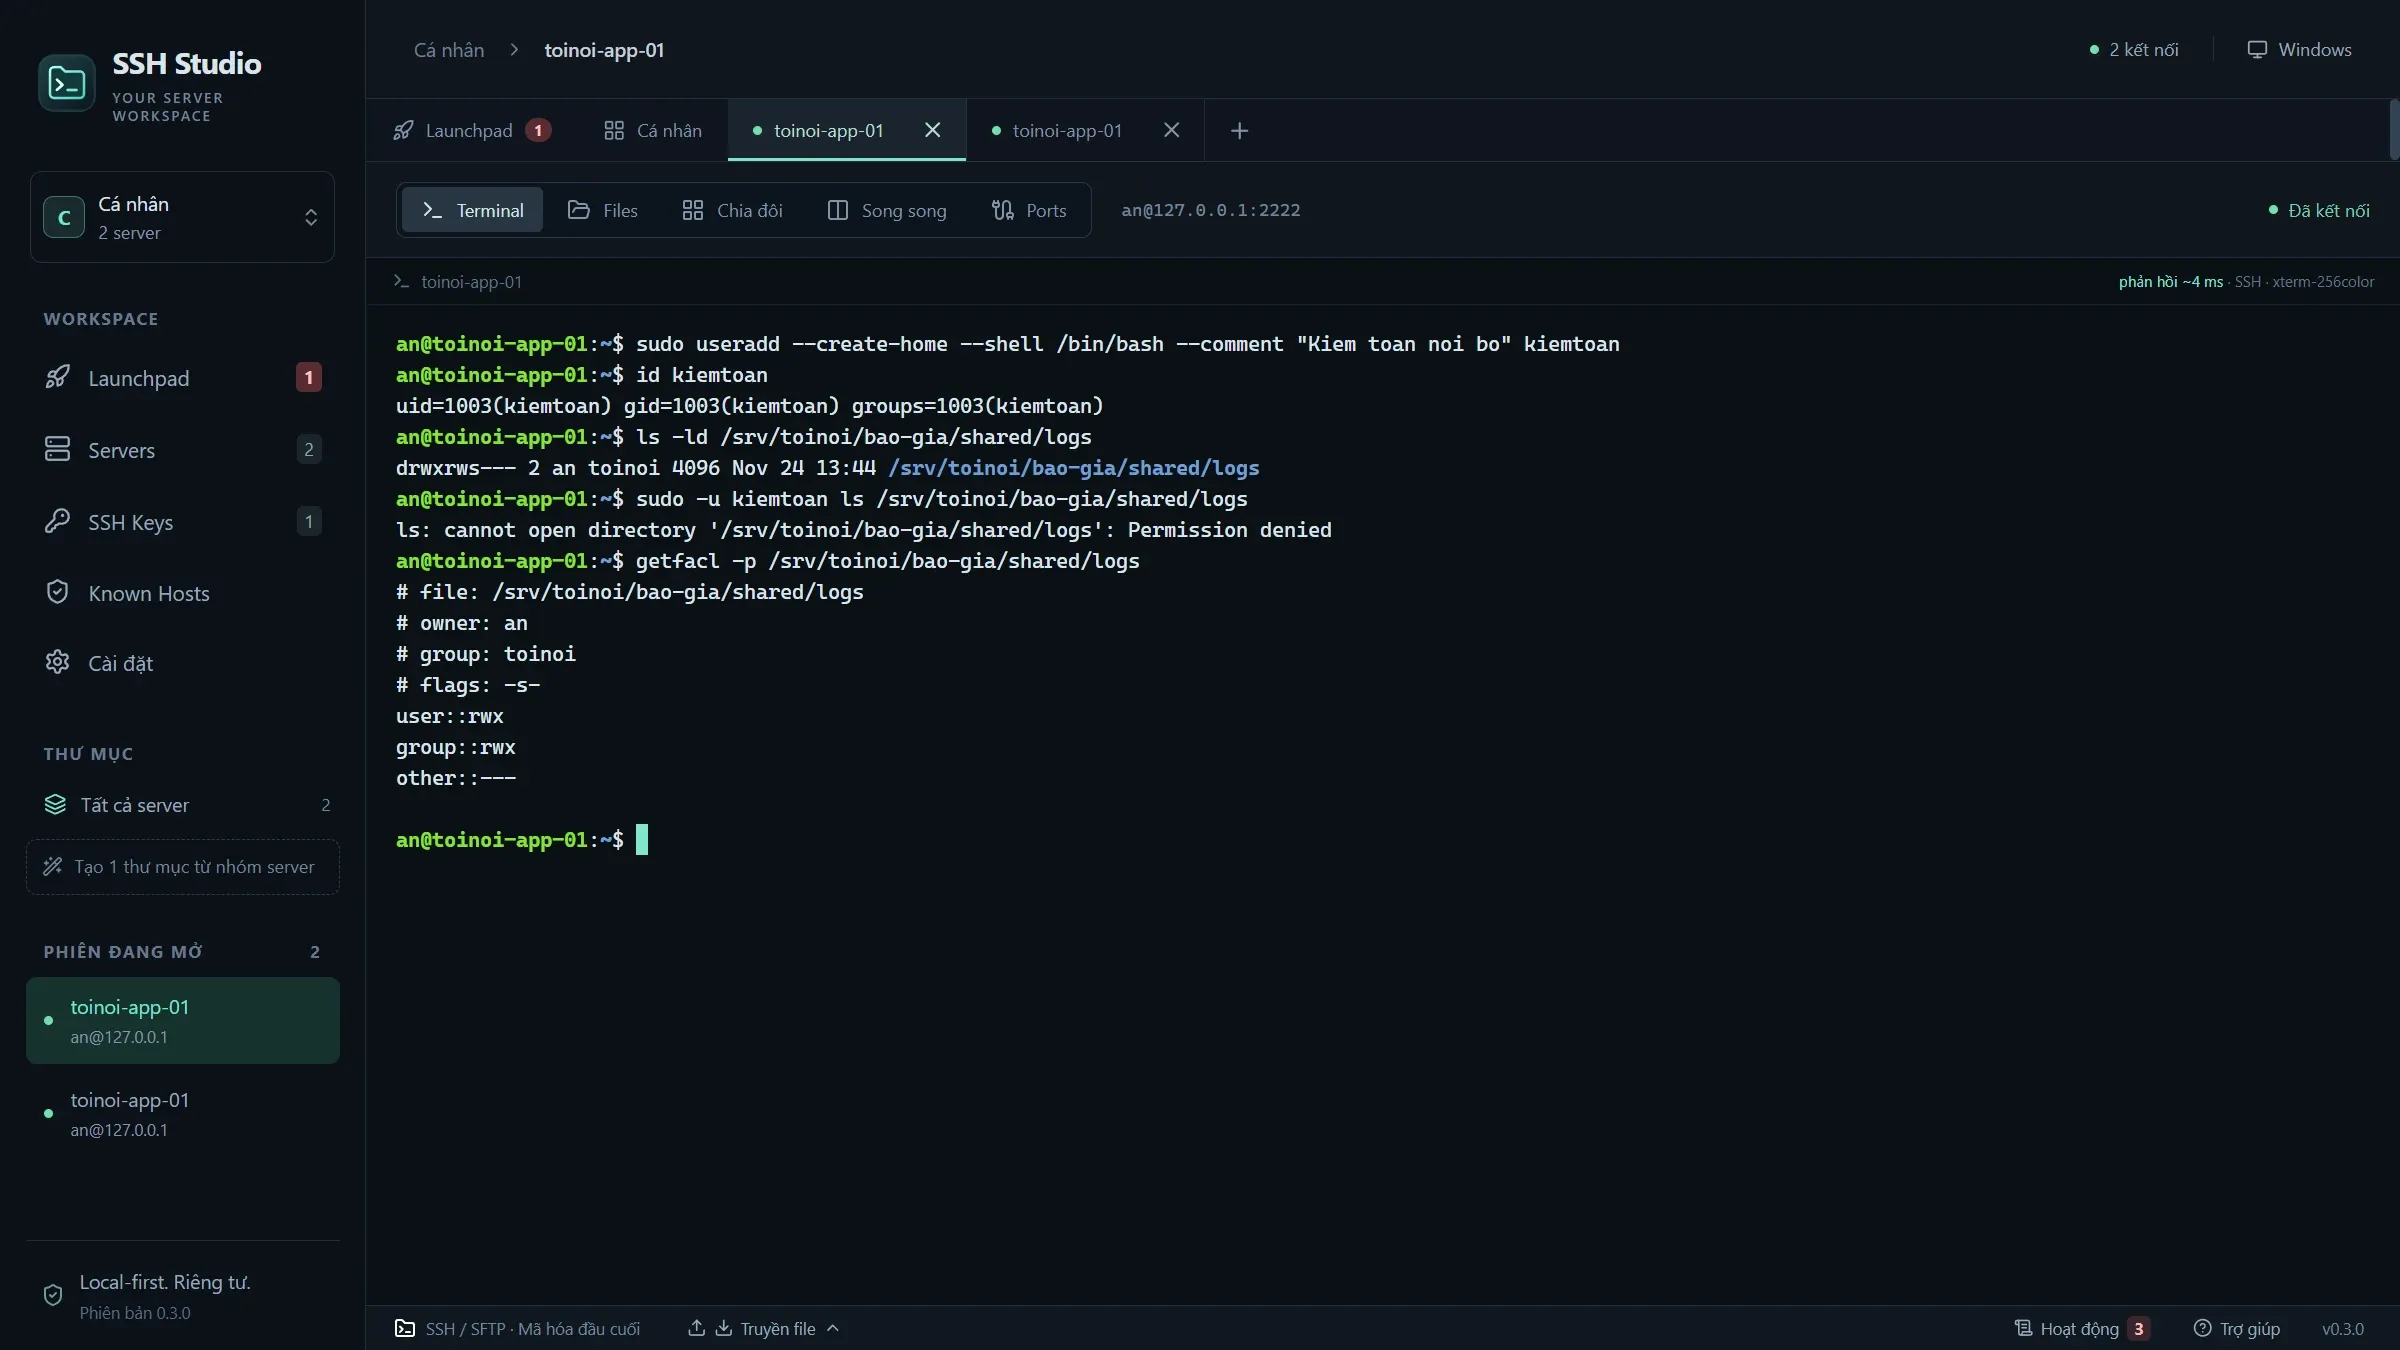 SSH Studio
YOUR SERVER
WORKSPACE
C
Cá nhân
2 server
WORKSPACE
Launchpad 1
Servers 2
SSH Keys 1
Known Hosts
Cài đặt
THƯ MỤC
Tất cả server 2
Tạo 1 thư mục từ nhóm server
PHIÊN ĐANG MỞ 2
toinoi-app-01
an@127.0.0.1
toinoi-app-01
an@127.0.0.1
Local-first. Riêng tư.
Phiên bản 0.3.0
Cá nhân > toinoi-app-01
2 kết nối
Windows
Launchpad 1
Cá nhân
toinoi-app-01
toinoi-app-01
Terminal
Files
Chia đôi
Song song
Ports
an@127.0.0.1:2222
Đã kết nối
toinoi-app-01
phản hồi ~4 ms · SSH · xterm-256color
an@toinoi-app-01:~$ sudo useradd --create-home --shell /bin/bash --comment "Kiem toan noi bo" kiemtoan
an@toinoi-app-01:~$ id kiemtoan
uid=1003(kiemtoan) gid=1003(kiemtoan) groups=1003(kiemtoan)
an@toinoi-app-01:~$ ls -ld /srv/toinoi/bao-gia/shared/logs
drwxrws--- 2 an toinoi 4096 Nov 24 13:44 /srv/toinoi/bao-gia/shared/logs
an@toinoi-app-01:~$ sudo -u kiemtoan ls /srv/toinoi/bao-gia/shared/logs
ls: cannot open directory '/srv/toinoi/bao-gia/shared/logs': Permission denied
an@toinoi-app-01:~$ getfacl -p /srv/toinoi/bao-gia/shared/logs
# file: /srv/toinoi/bao-gia/shared/logs
# owner: an
# group: toinoi
# flags: -s-
user::rwx
group::rwx
other::---
an@toinoi-app-01:~$
SSH / SFTP · Mã hóa đầu cuối
Truyền file
Hoạt động 3
Trợ giúp
v0.3.0